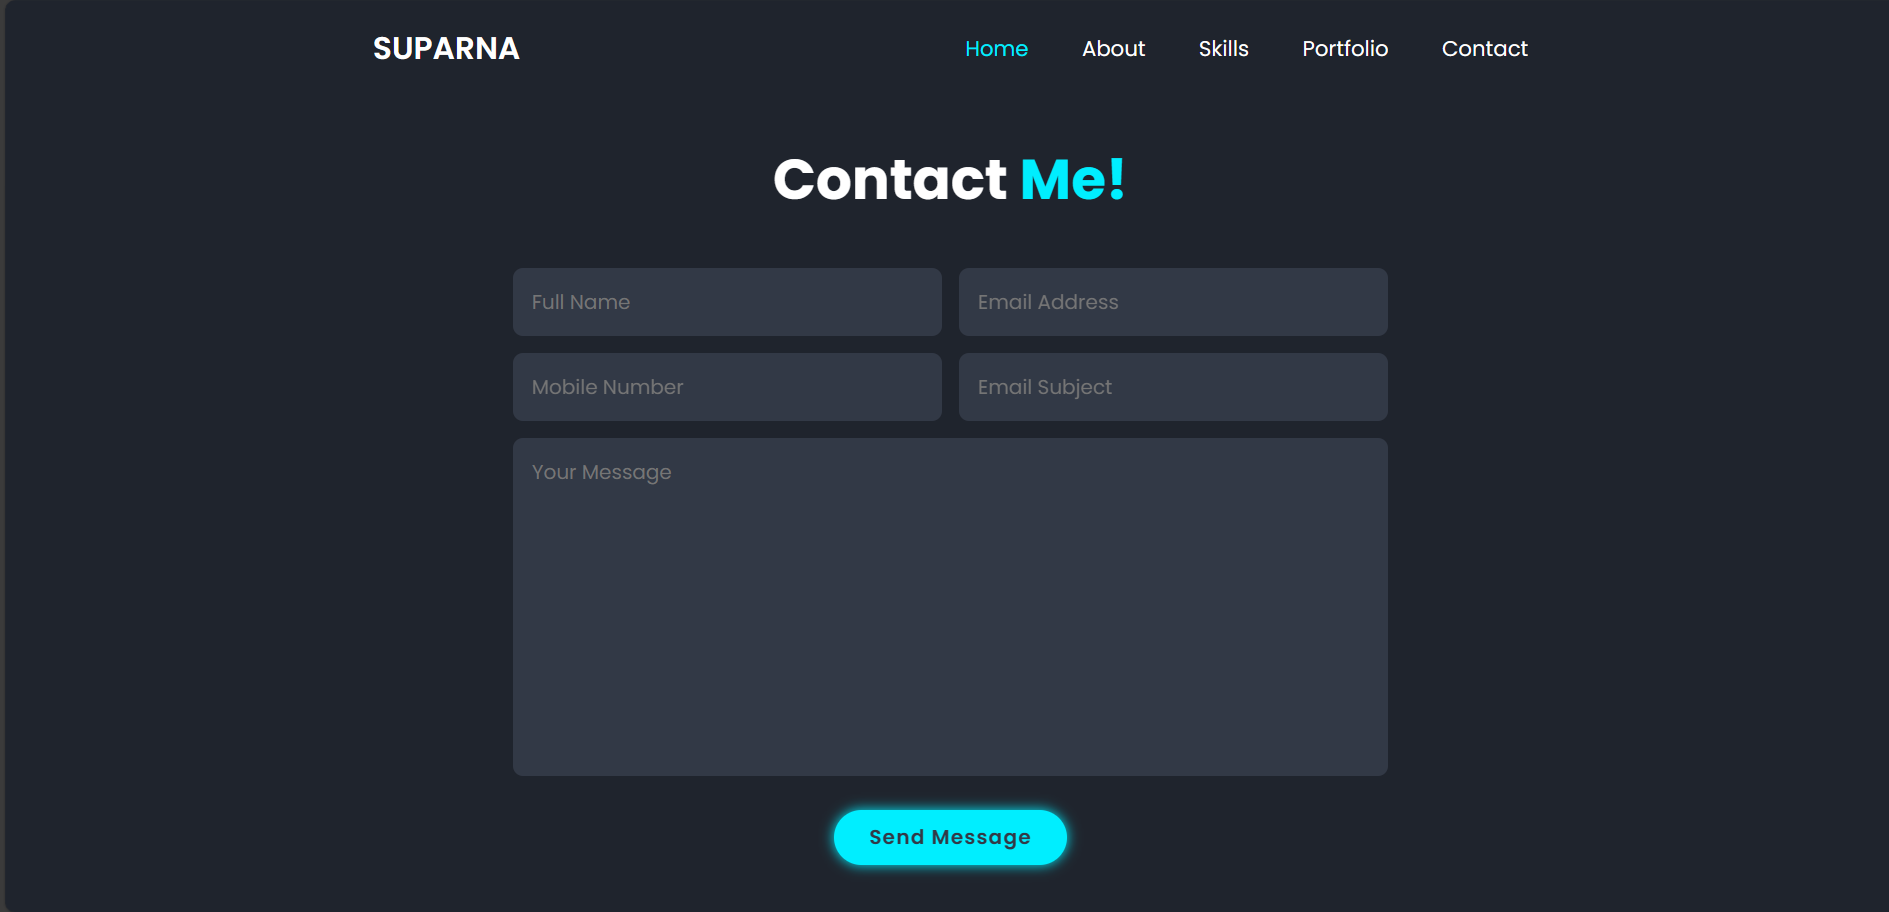 SUPARNA Home About Skills Portfolio Contact
Contact Me!
Full Name Email Address
Mobile Number Email Subject
Your Message
Send Message